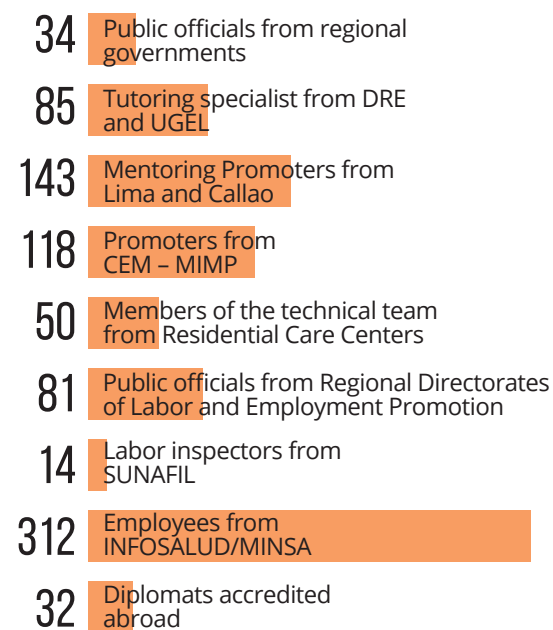 34
Public officials from regional
governments
85
Tutoring specialist from DRE
and UGEL
143
Mentoring Promoters from
Lima and Callao
118
Promoters from
CEM – MIMP
50
Members of the technical team
from Residential Care Centers
81
Public officials from Regional Directorates
of Labor and Employment Promotion
14
Labor inspectors from
SUNAFIL
312
Employees from
INFOSALUD/MINSA
32
Diplomats accredited
abroad